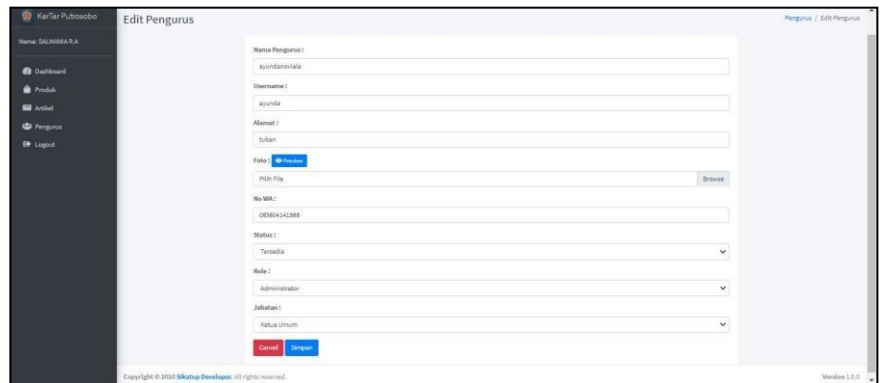 KarTar Putrosobo
Edit Pengurus
Pengurus / Edit Pengurus
Nama: SALMANIA R.A
Dashboard
Produk
Artikel
Pengurus
Logout
Nama Pengurus :
ayundanoviala
Username :
ayunda
Alamat :
tuban
Foto : Preview
Pilih File
Browse
No WA :
085804141988
Status :
Tersedia
Role :
Administrator
Jabatan :
Ketua Umum
Cancel Simpan
Copyright © 2020 Sikatup Developer. All rights reserved.
Version 1.0.0